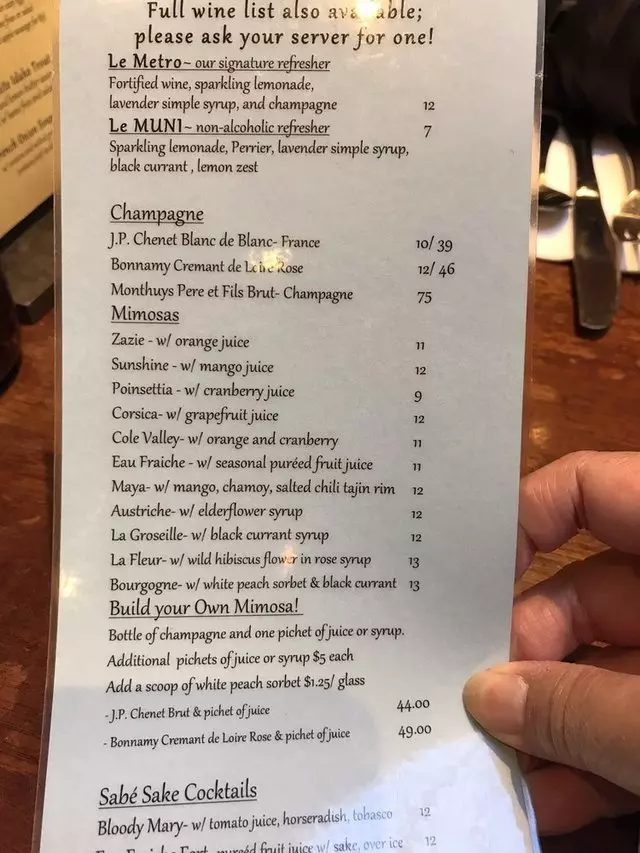 Full wine list also available;
please ask your server for one!
Le Metro~ our signature refresher
Fortified wine, sparkling lemonade,
lavender simple syrup, and champagne 12
Le MUNI~ non-alcoholic refresher 7
Sparkling lemonade, Perrier, lavender simple syrup,
black currant , lemon zest
Champagne
J.P. Chenet Blanc de Blanc- France 10/ 39
Bonnamy Cremant de Loire Rose 12/ 46
Monthuys Pere et Fils Brut- Champagne 75
Mimosas
Zazie - w/ orange juice 11
Sunshine - w/ mango juice 12
Poinsettia - w/ cranberry juice 9
Corsica- w/ grapefruit juice 12
Cole Valley- w/ orange and cranberry 11
Eau Fraiche - w/ seasonal puréed fruit juice 11
Maya- w/ mango, chamoy, salted chili tajin rim 12
Austriche- w/ elderflower syrup 12
La Groseille- w/ black currant syrup 12
La Fleur- w/ wild hibiscus flower in rose syrup 13
Bourgogne- w/ white peach sorbet & black currant 13
Build your Own Mimosa!
Bottle of champagne and one pichet of juice or syrup.
Additional pichets of juice or syrup $5 each
Add a scoop of white peach sorbet $1.25/ glass
- J.P. Chenet Brut & pichet of juice 44.00
- Bonnamy Cremant de Loire Rose & pichet of juice 49.00
Sabé Sake Cocktails
Bloody Mary- w/ tomato juice, horseradish, tobasco 12
puréed fruit juice w/ sake, over ice 12